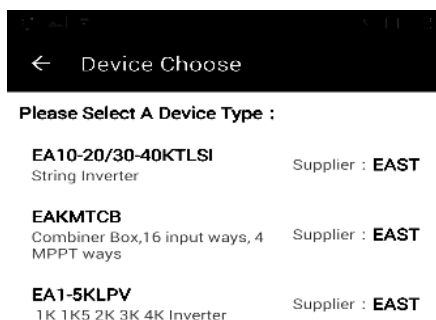 Device Choose
Please Select A Device Type :
EA10-20/30-40KTLSI
String Inverter
Supplier : EAST
EAKMTCB
Combiner Box,16 input ways, 4
MPPT ways
Supplier : EAST
EA1-5KLPV
1K 1K5 2K 3K 4K Inverter
Supplier : EAST